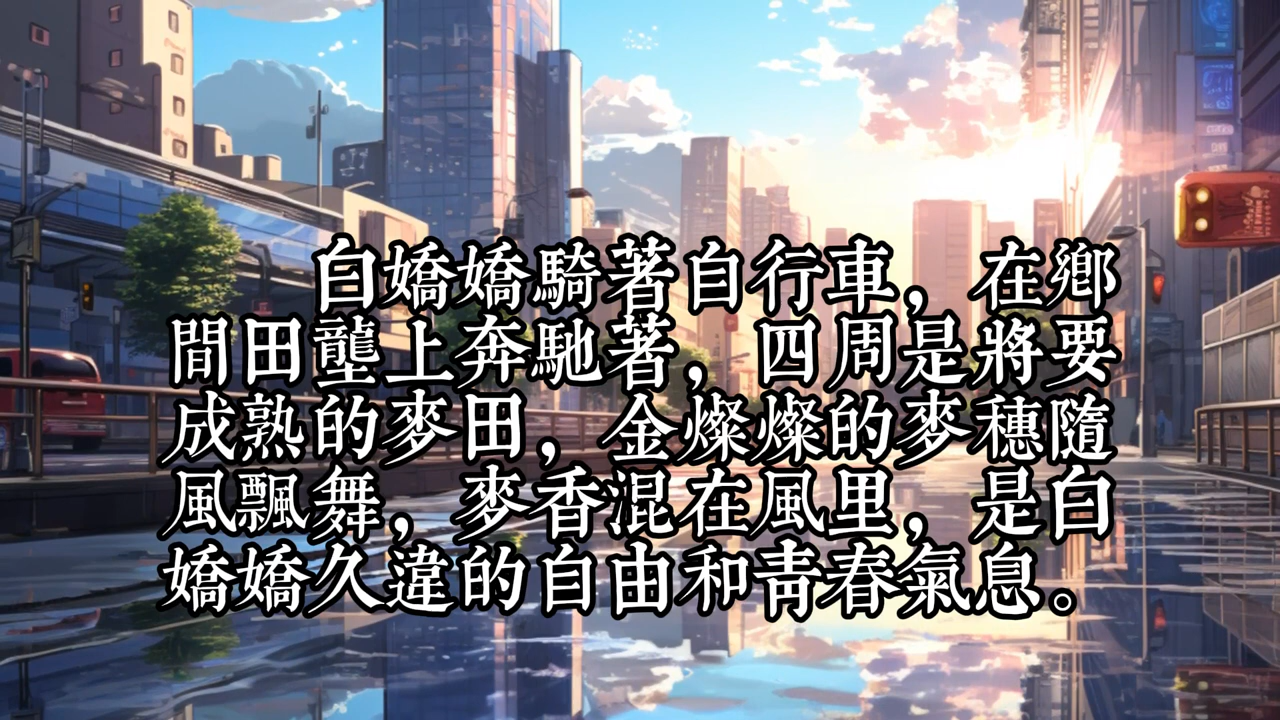 白嬌嬌騎著自行車，在鄉
間田壟上奔馳著，四周是將要
成熟的麥田，金燦燦的麥穗隨
風飄舞，麥香混在風里，是白
嬌嬌久違的自由和青春氣息。